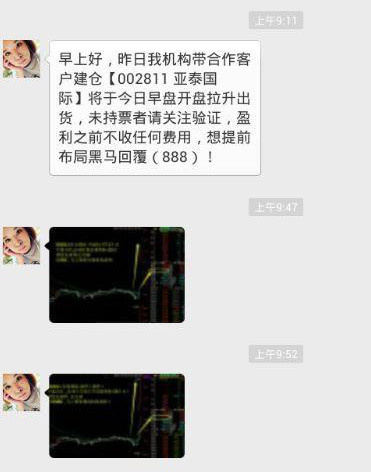 上午9:11
早上好，昨日我机构带合作客
户建仓【002811 亚泰国
际】将于今日早盘开盘拉升出
货，未持票者请关注验证，盈
利之前不收任何费用，想提前
布局黑马回覆（888）！
上午9:47
上午9:52